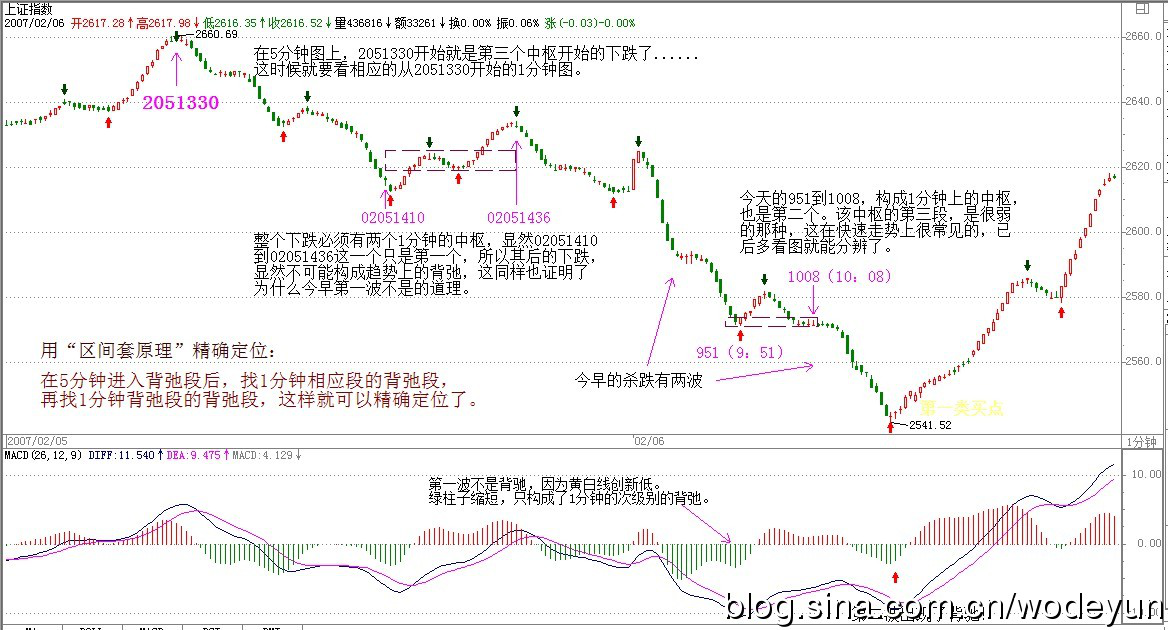 上证指数
2007/02/06 开2617.28↑高2617.98↓低2616.35↑收2616.52↓量436816↓额33261↓换0.00% 振0.06% 涨(-0.03)-0.00%
2660.69
2660.0
在5分钟图上，2051330开始就是第三个中枢开始的下跌了......
这时候就要看相应的从2051330开始的1分钟图。
2051330
2640.0
2620.0
02051410
02051436
今天的951到1008，构成1分钟上的中枢，
也是第二个。该中枢的第三段，是很弱
的那种，这在快速走势上很常见的，已
后多看图就能分辨了。
2600.0
整个下跌必须有两个1分钟的中枢，显然02051410
到02051436这一个只是第一个，所以其后的下跌，
显然不可能构成趋势上的背弛，这同样也证明了
为什么今早第一波不是的道理。
1008（10：08）
2580.0
用“区间套原理”精确定位：
951（9：51）
2560.0
在5分钟进入背弛段后，找1分钟相应段的背弛段，
再找1分钟背弛段的背弛段，这样就可以精确定位了。
今早的杀跌有两波
第一类买点
2541.52
2007/02/05
02/06
1分钟
MACD(26,12,9) DIFF:11.540↑DEA:9.475↑MACD:4.129↓
10.00
第一波不是背驰，因为黄白线创新低。
绿柱子缩短，只构成了1分钟的次级别的背弛。
0.00
blog.sina.com.cn/wodeyun